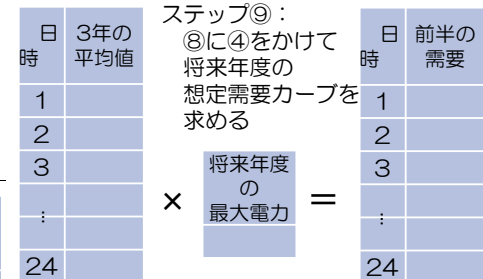 日
時
3年の
平均値
1
2
3
⋮
24
ステップ⑨：
⑧に④をかけて
将来年度の
想定需要カーブを
求める
×
将来年度
の
最大電力
＝
日
時
前半の
需要
1
2
3
⋮
24